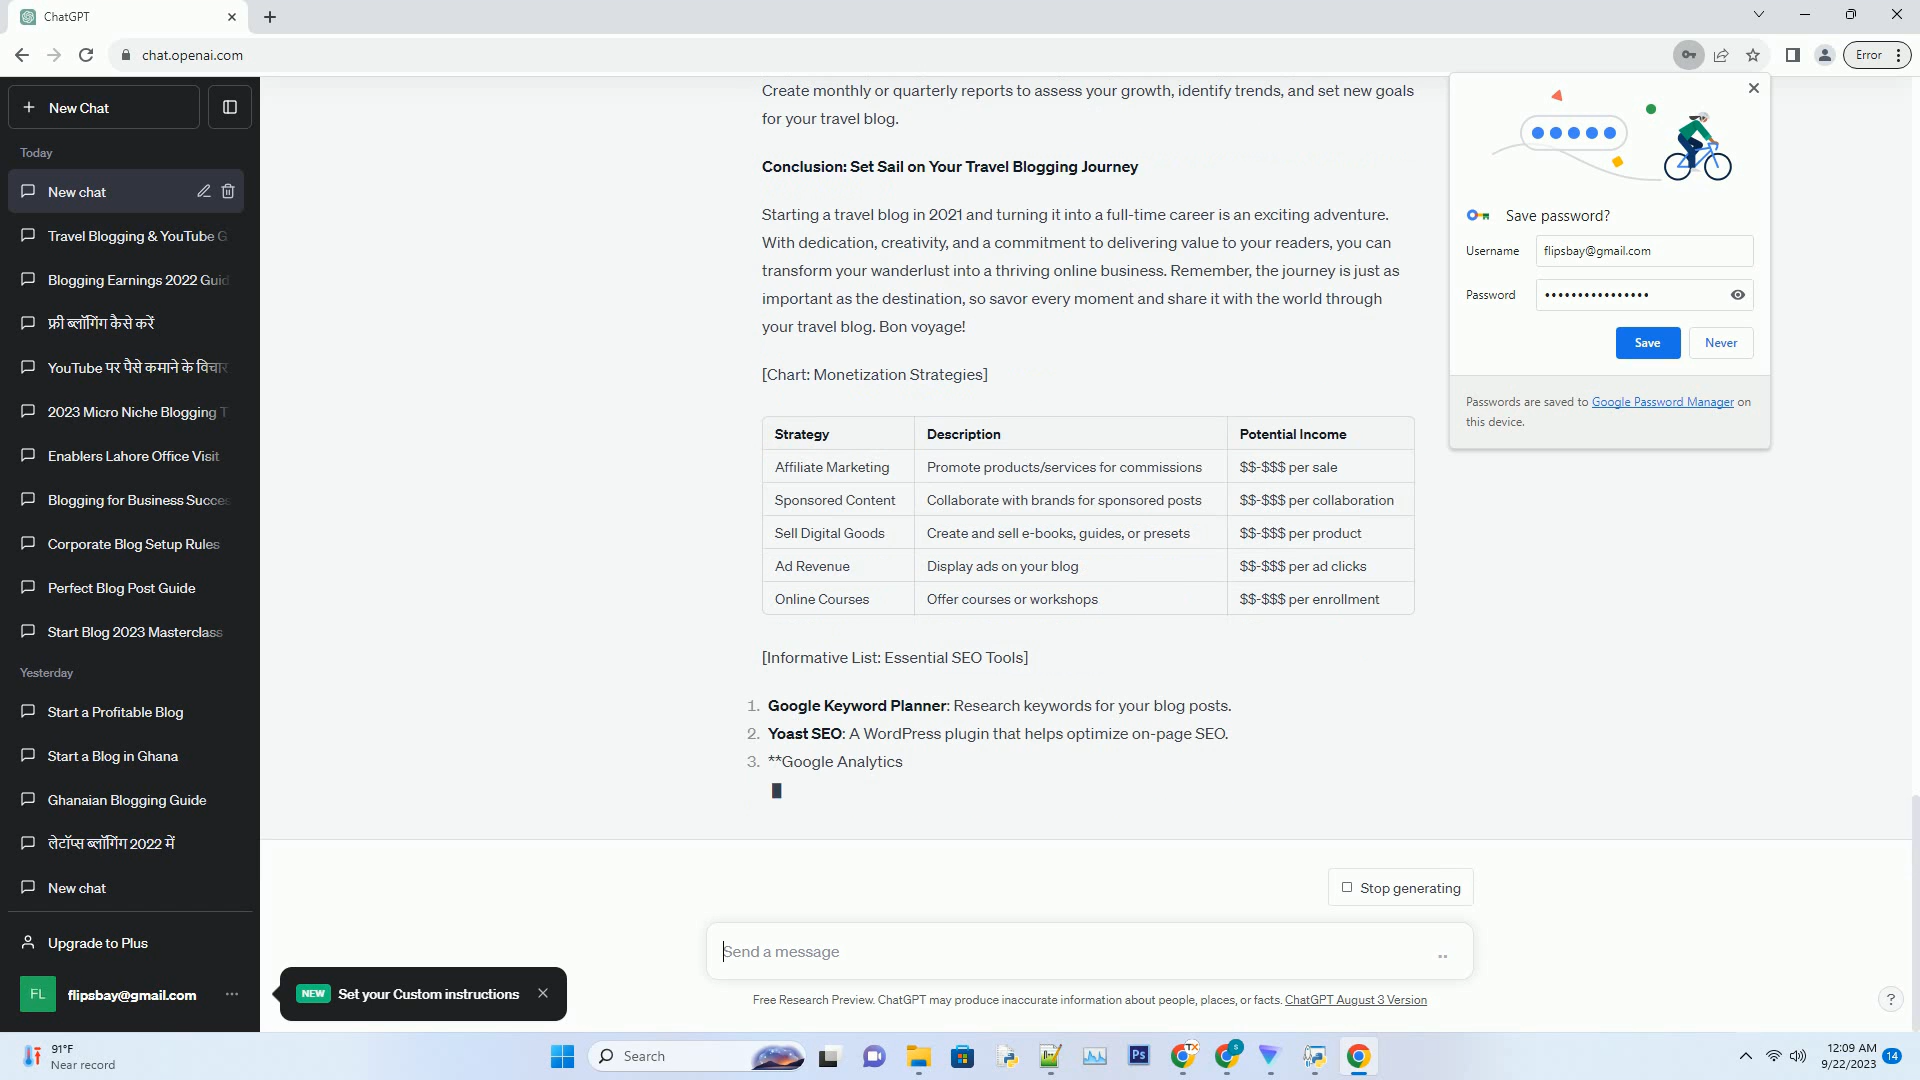 ChatGPT
chat.openai.com
Error
New Chat
Today
New chat
Travel Blogging & YouTube G
Blogging Earnings 2022 Guid
फ्री ब्लॉगिंग कैसे करें
YouTube पर पैसे कमाने के विचार
2023 Micro Niche Blogging T
Enablers Lahore Office Visit
Blogging for Business Succes
Corporate Blog Setup Rules
Perfect Blog Post Guide
Start Blog 2023 Masterclass
Yesterday
Start a Profitable Blog
Start a Blog in Ghana
Ghanaian Blogging Guide
लेटॉप्स ब्लॉगिंग 2022 में
New chat
Upgrade to Plus
FL flipsbay@gmail.com
NEW Set your Custom instructions
Create monthly or quarterly reports to assess your growth, identify trends, and set new goals
for your travel blog.
Conclusion: Set Sail on Your Travel Blogging Journey
Starting a travel blog in 2021 and turning it into a full-time career is an exciting adventure.
With dedication, creativity, and a commitment to delivering value to your readers, you can
transform your wanderlust into a thriving online business. Remember, the journey is just as
important as the destination, so savor every moment and share it with the world through
your travel blog. Bon voyage!
[Chart: Monetization Strategies]
Strategy Description Potential Income
Affiliate Marketing Promote products/services for commissions $$-$$$ per sale
Sponsored Content Collaborate with brands for sponsored posts $$-$$$ per collaboration
Sell Digital Goods Create and sell e-books, guides, or presets $$-$$$ per product
Ad Revenue Display ads on your blog $$-$$$ per ad clicks
Online Courses Offer courses or workshops $$-$$$ per enrollment
[Informative List: Essential SEO Tools]
1. Google Keyword Planner: Research keywords for your blog posts.
2. Yoast SEO: A WordPress plugin that helps optimize on-page SEO.
3. **Google Analytics
Stop generating
Send a message
Free Research Preview. ChatGPT may produce inaccurate information about people, places, or facts. ChatGPT August 3 Version
?
Save password?
Username flipsbay@gmail.com
Password ••••••••••••••••
Save Never
Passwords are saved to Google Password Manager on
this device.
91°F
Near record
Search
Ps
TX
S
12:09 AM
9/22/2023
14